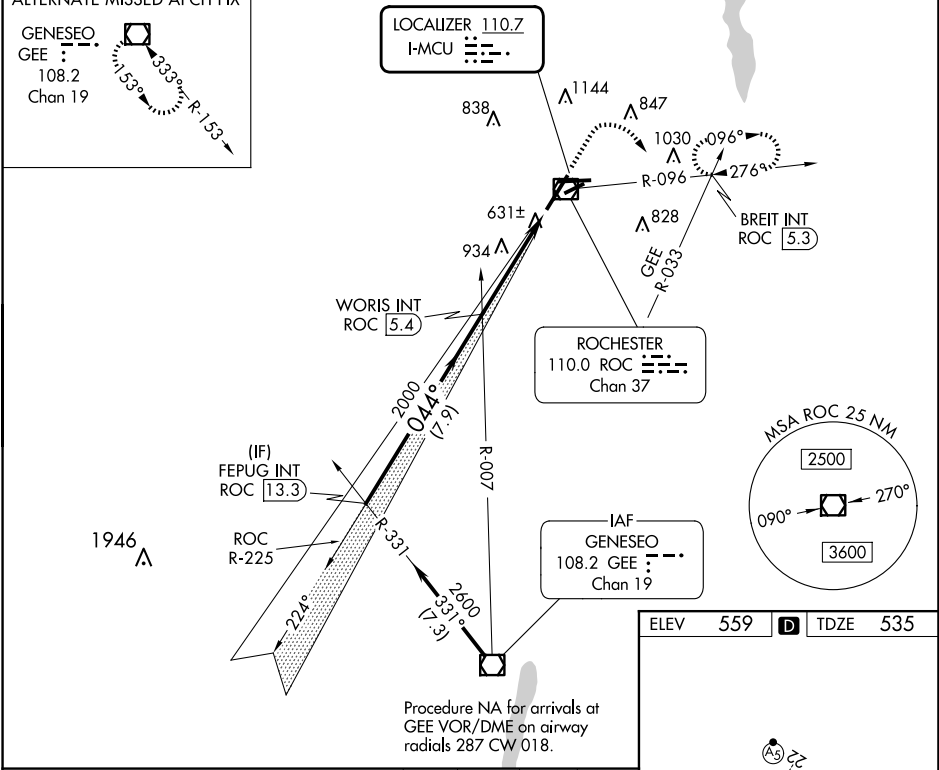 ALTERNATE MISSED APCH FIX
GENESEO
GEE
108.2
Chan 19
153°
333°
R-153
LOCALIZER 110.7
I-MCU
838
1144
847
1030
096°
276°
R-096
828
BREIT INT
ROC 5.3
GEE
R-033
631±
934
WORIS INT
ROC 5.4
ROCHESTER
110.0 ROC
Chan 37
2000
044°
(7.9)
R-007
(IF)
FEPUG INT
ROC 13.3
MSA ROC 25 NM
2500
090°
270°
3600
1946
ROC
R-225
R-331
224°
2600
331°
(7.3)
IAF
GENESEO
108.2 GEE
Chan 19
Procedure NA for arrivals at
GEE VOR/DME on airway
radials 287 CW 018.
ELEV 559 D TDZE 535
A5
22